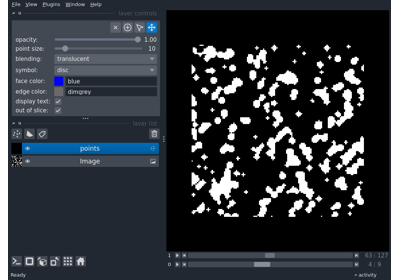 File View Plugins Window Help
layer controls
opacity: 1.00
point size: 10
blending: translucent
symbol: disc
face color: blue
edge color: dimgrey
display text:
out of slice:
layer list
points
Image
1 63 127
0 4 9
Ready activity